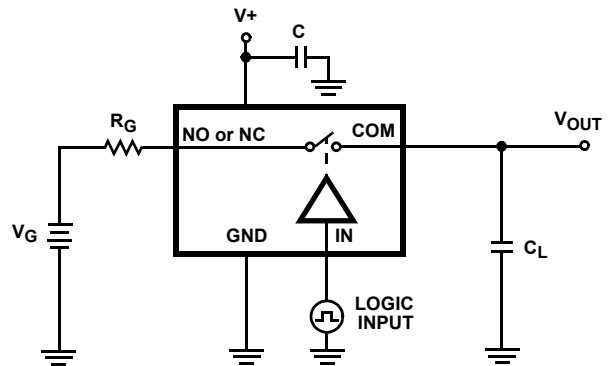 V+
C
RG
NO or NC
COM
VOUT
VG
GND
IN
CL
LOGIC
INPUT